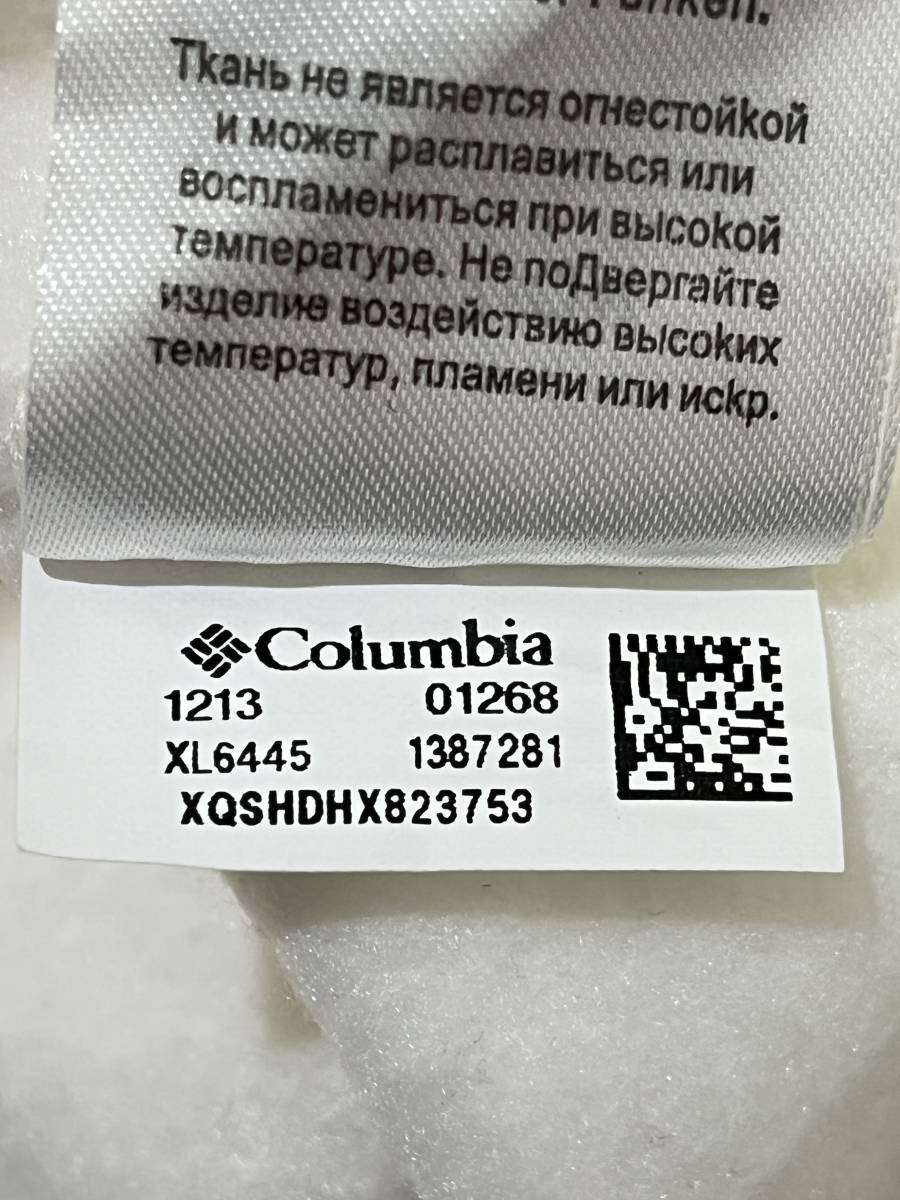 Ткань не является огнестойкой
и может расплавиться или
воспламениться при высокой
температуре. Не поДвергайте
изделие воздействию высоких
температур, пламени или искр.
Columbia
1213 01268
XL6445 1387281
XQSHDHX823753